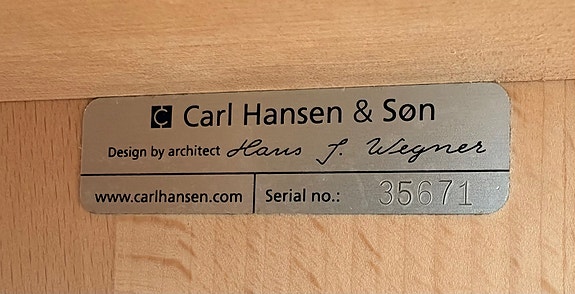 Carl Hansen & Søn
Design by architect Hans J. Wegner
www.carlhansen.com Serial no.: 35671